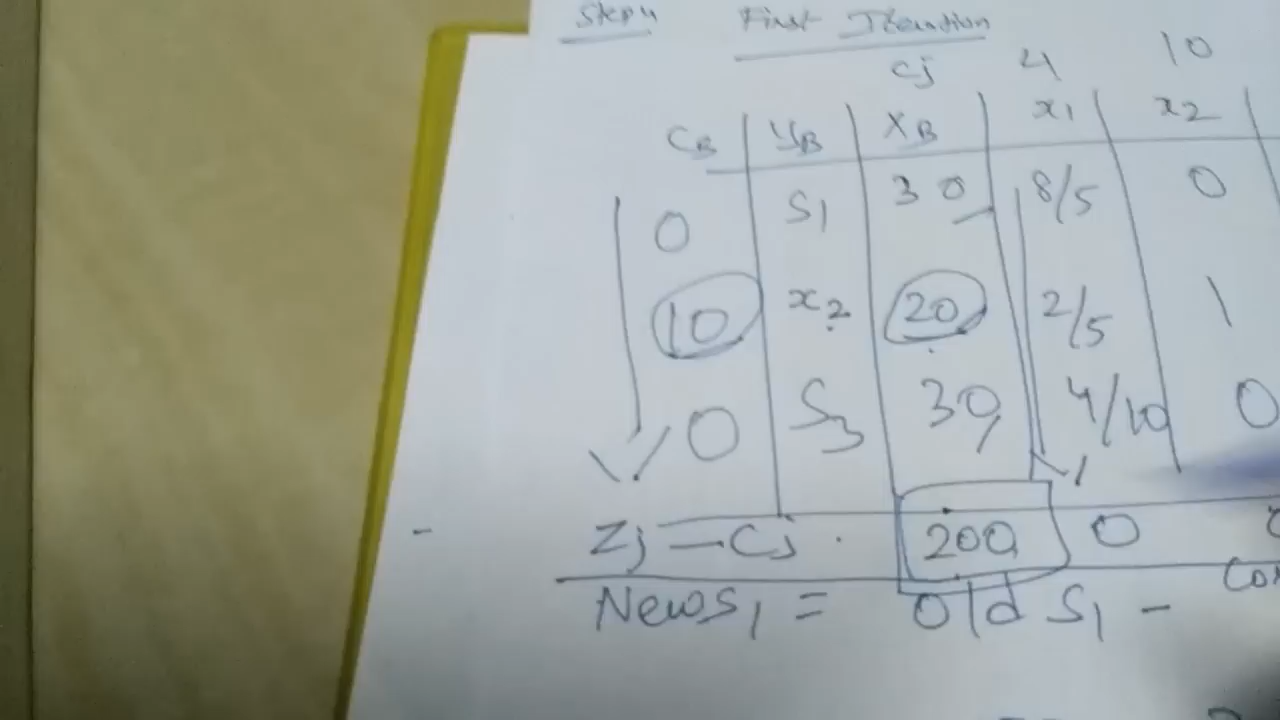 Step 4 First Iteration
Cj 4 10
CB yB XB x1 x2
0 S1 30 8/5 0
10 x2 20 2/5 1
0 S3 30 4/10 0
Zj - Cj 200 0
New S1 = Old S1 -